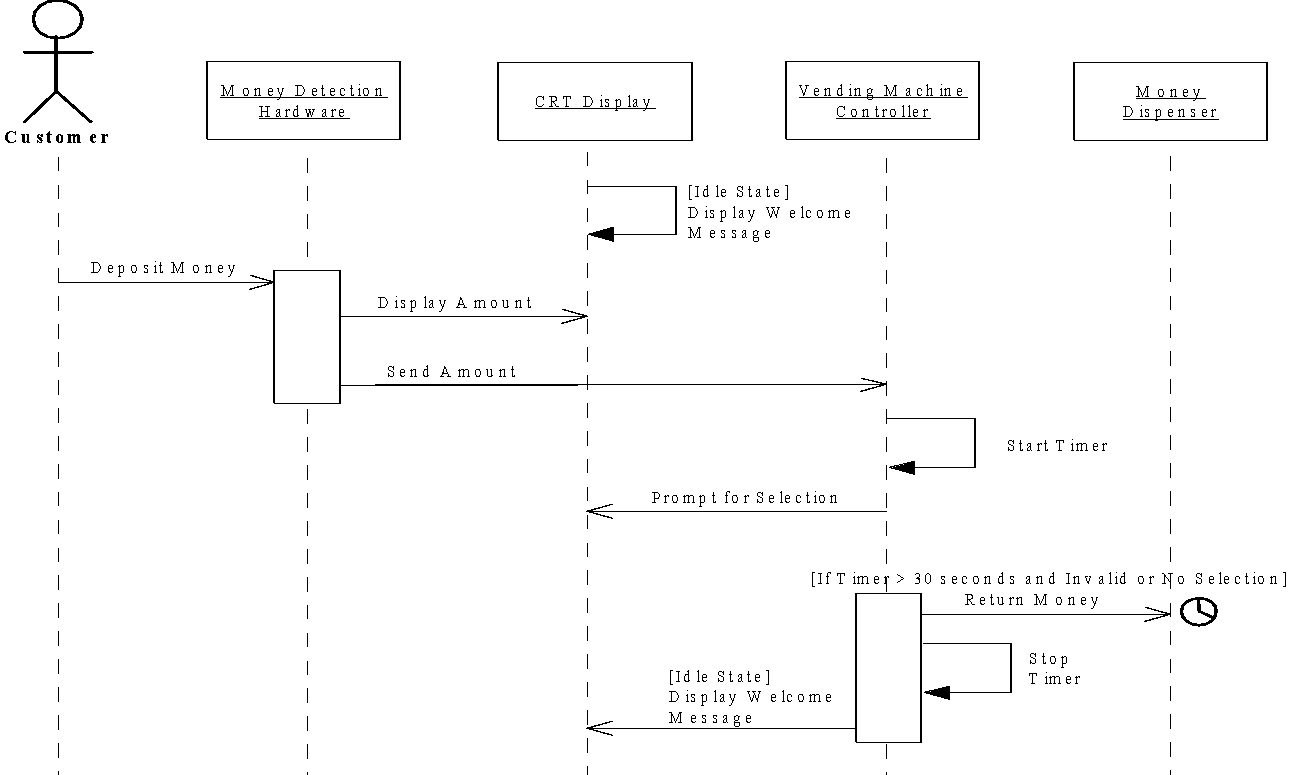 Customer
Money Detection
Hardware
CRT Display
Vending Machine
Controller
Money
Dispenser
[Idle State]
Display Welcome
Message
Deposit Money
Display Amount
Send Amount
Start Timer
Prompt for Selection
[If Timer > 30 seconds and Invalid or No Selection]
Return Money
Stop
Timer
[Idle State]
Display Welcome
Message